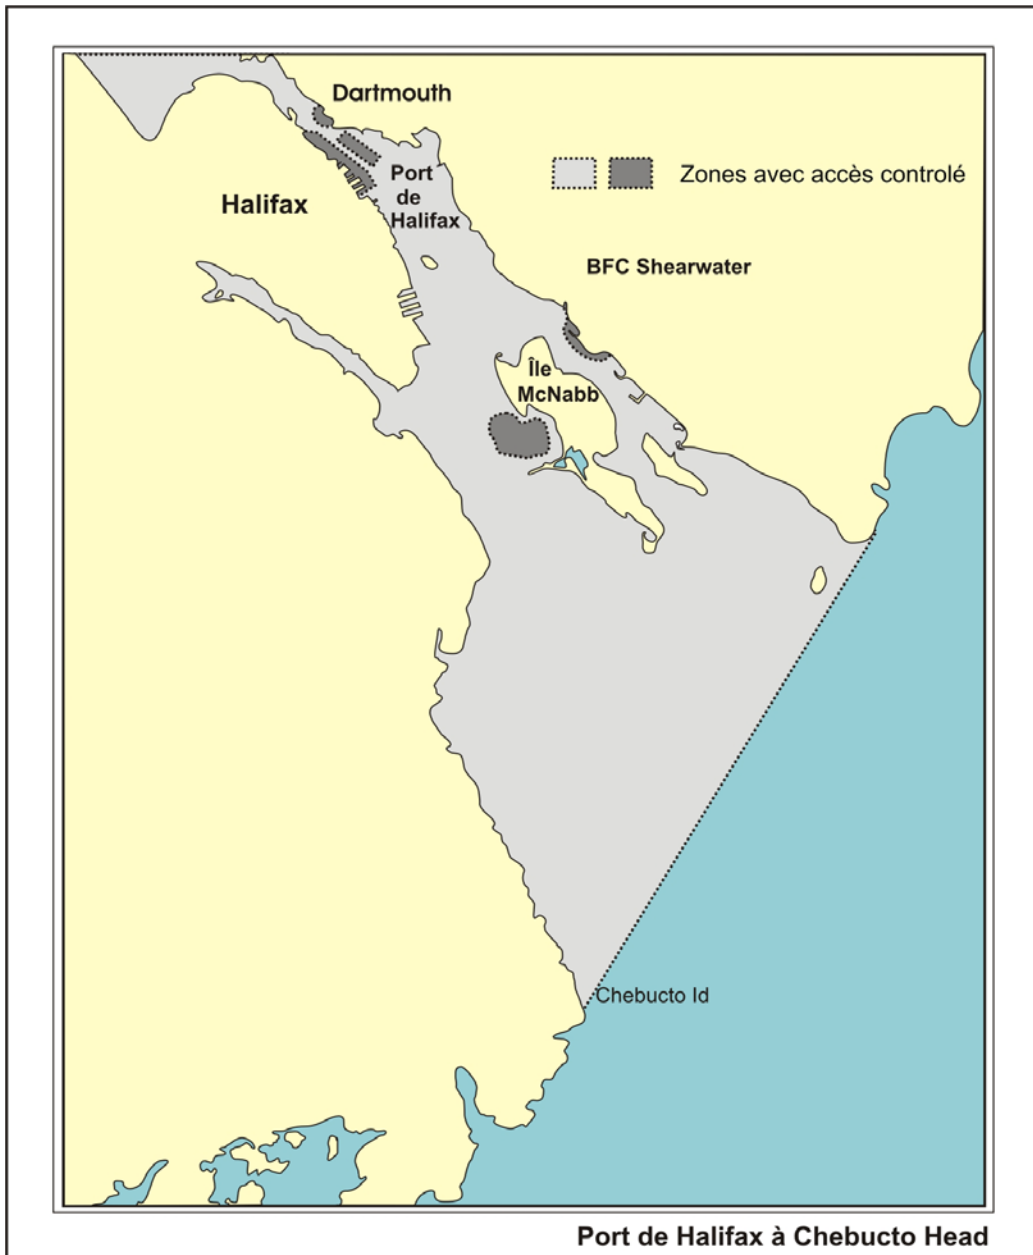 Dartmouth
Port
de
Halifax
Zones avec accès controlé
Halifax
BFC Shearwater
Île
McNabb
Chebucto Id
Port de Halifax à Chebucto Head